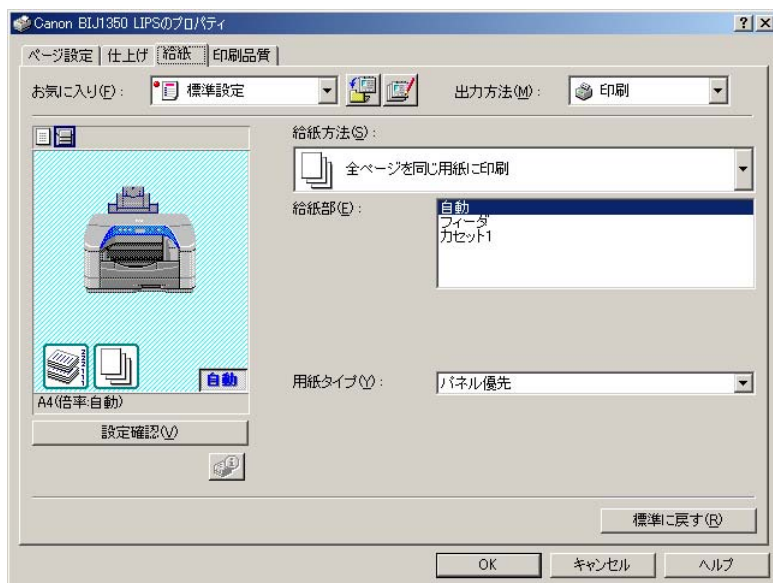 Canon BIJ1350 LIPSのプロパティ
ページ設定 仕上げ 給紙 印刷品質
お気に入り(F): 標準設定 出力方法(M): 印刷
給紙方法(S):
全ページを同じ用紙に印刷
給紙部(E): 自動
フィーダ
カセット1
自動
A4(倍率:自動)
用紙タイプ(Y): パネル優先
設定確認(V)
標準に戻す(R)
OK キャンセル ヘルプ